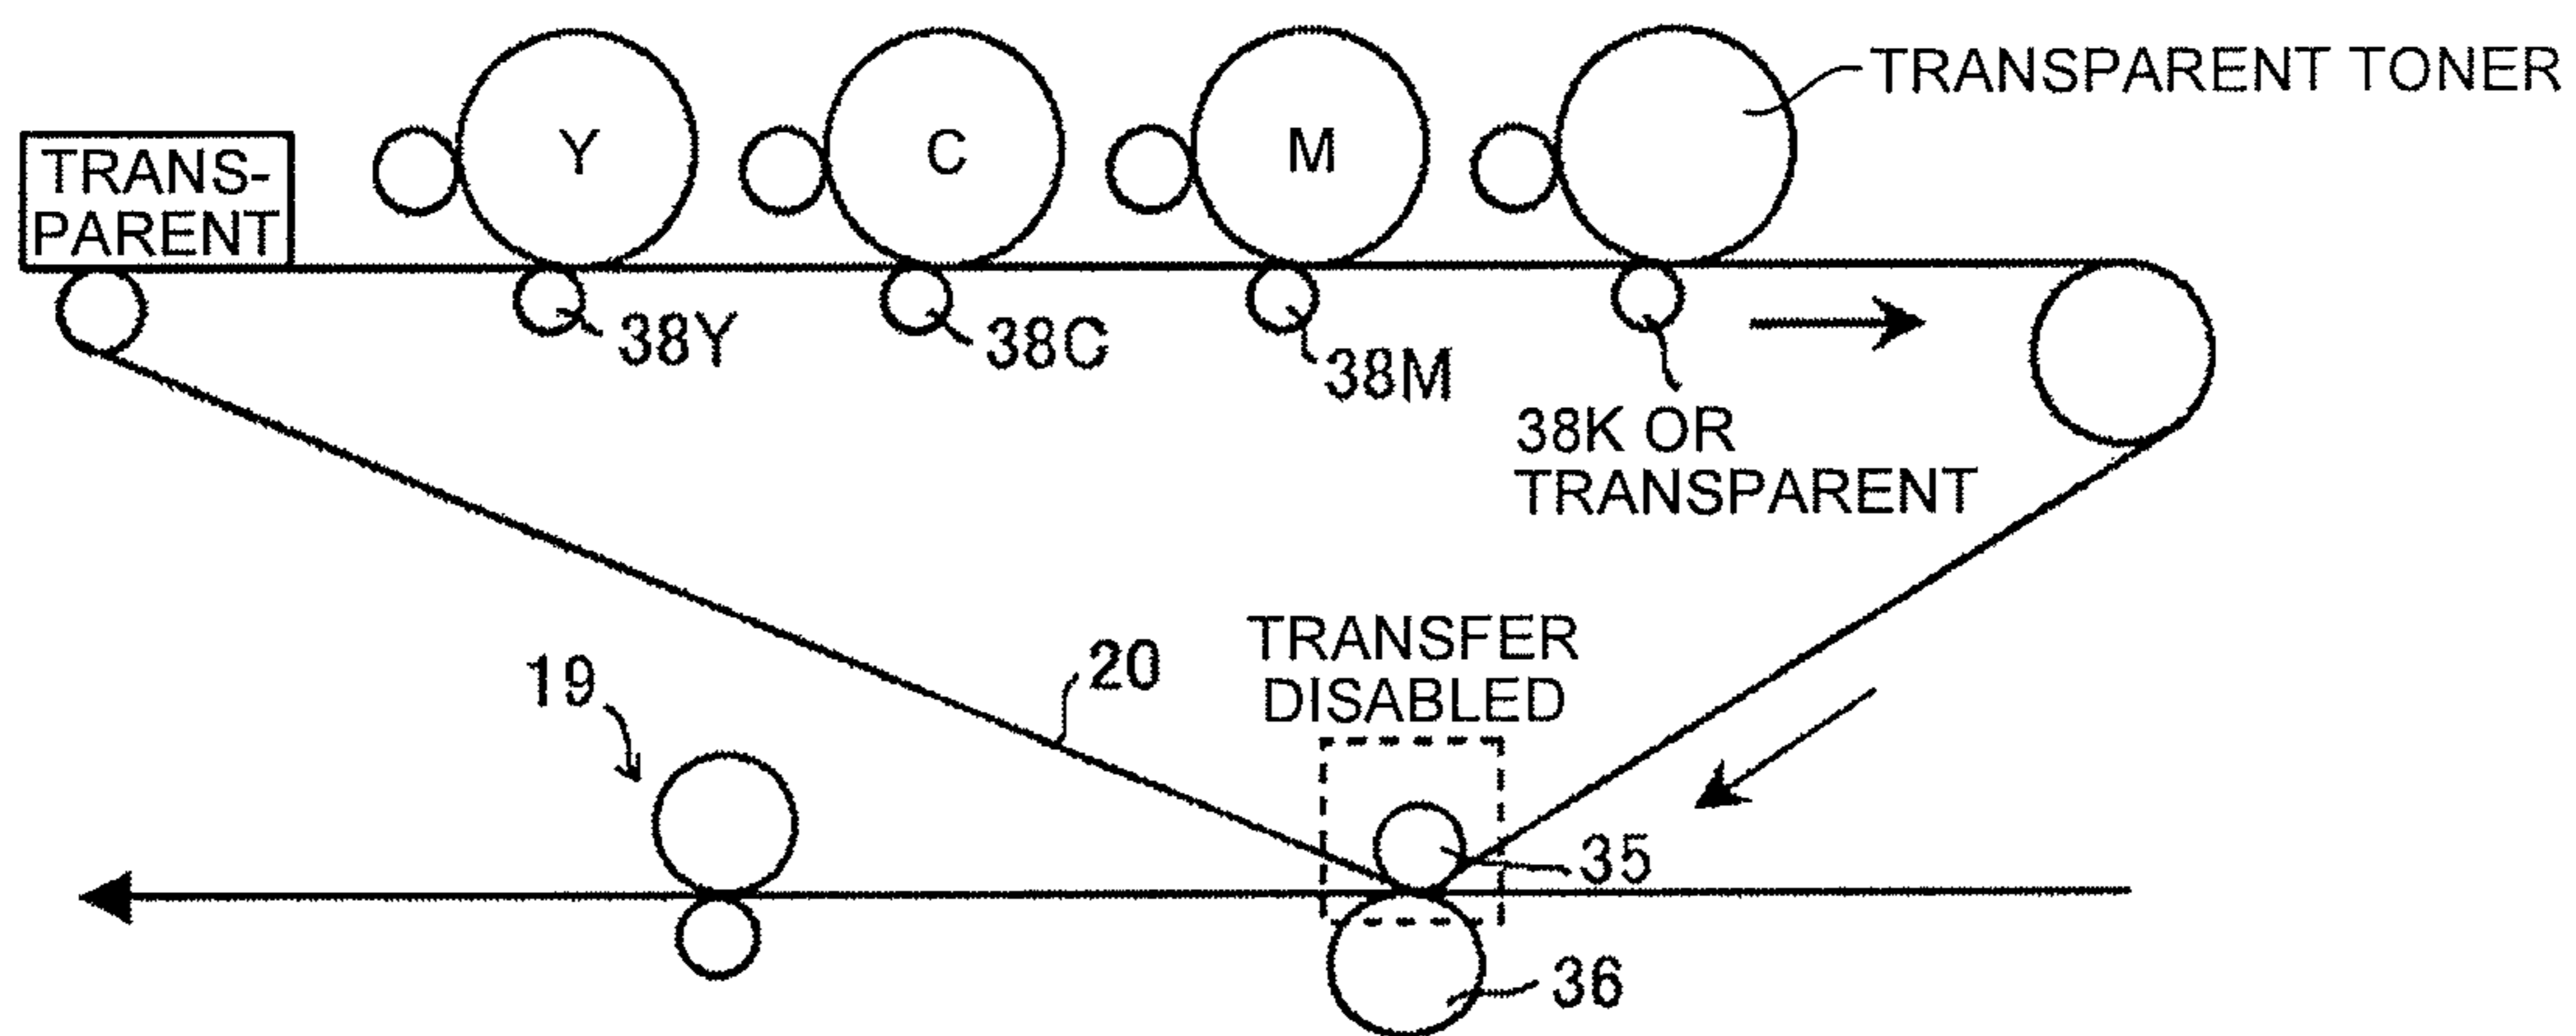 TRANSPARENT TONER
TRANS-
PARENT
Y
C
M
38Y
38C
38M
38K OR
TRANSPARENT
TRANSFER
DISABLED
19
20
35
36